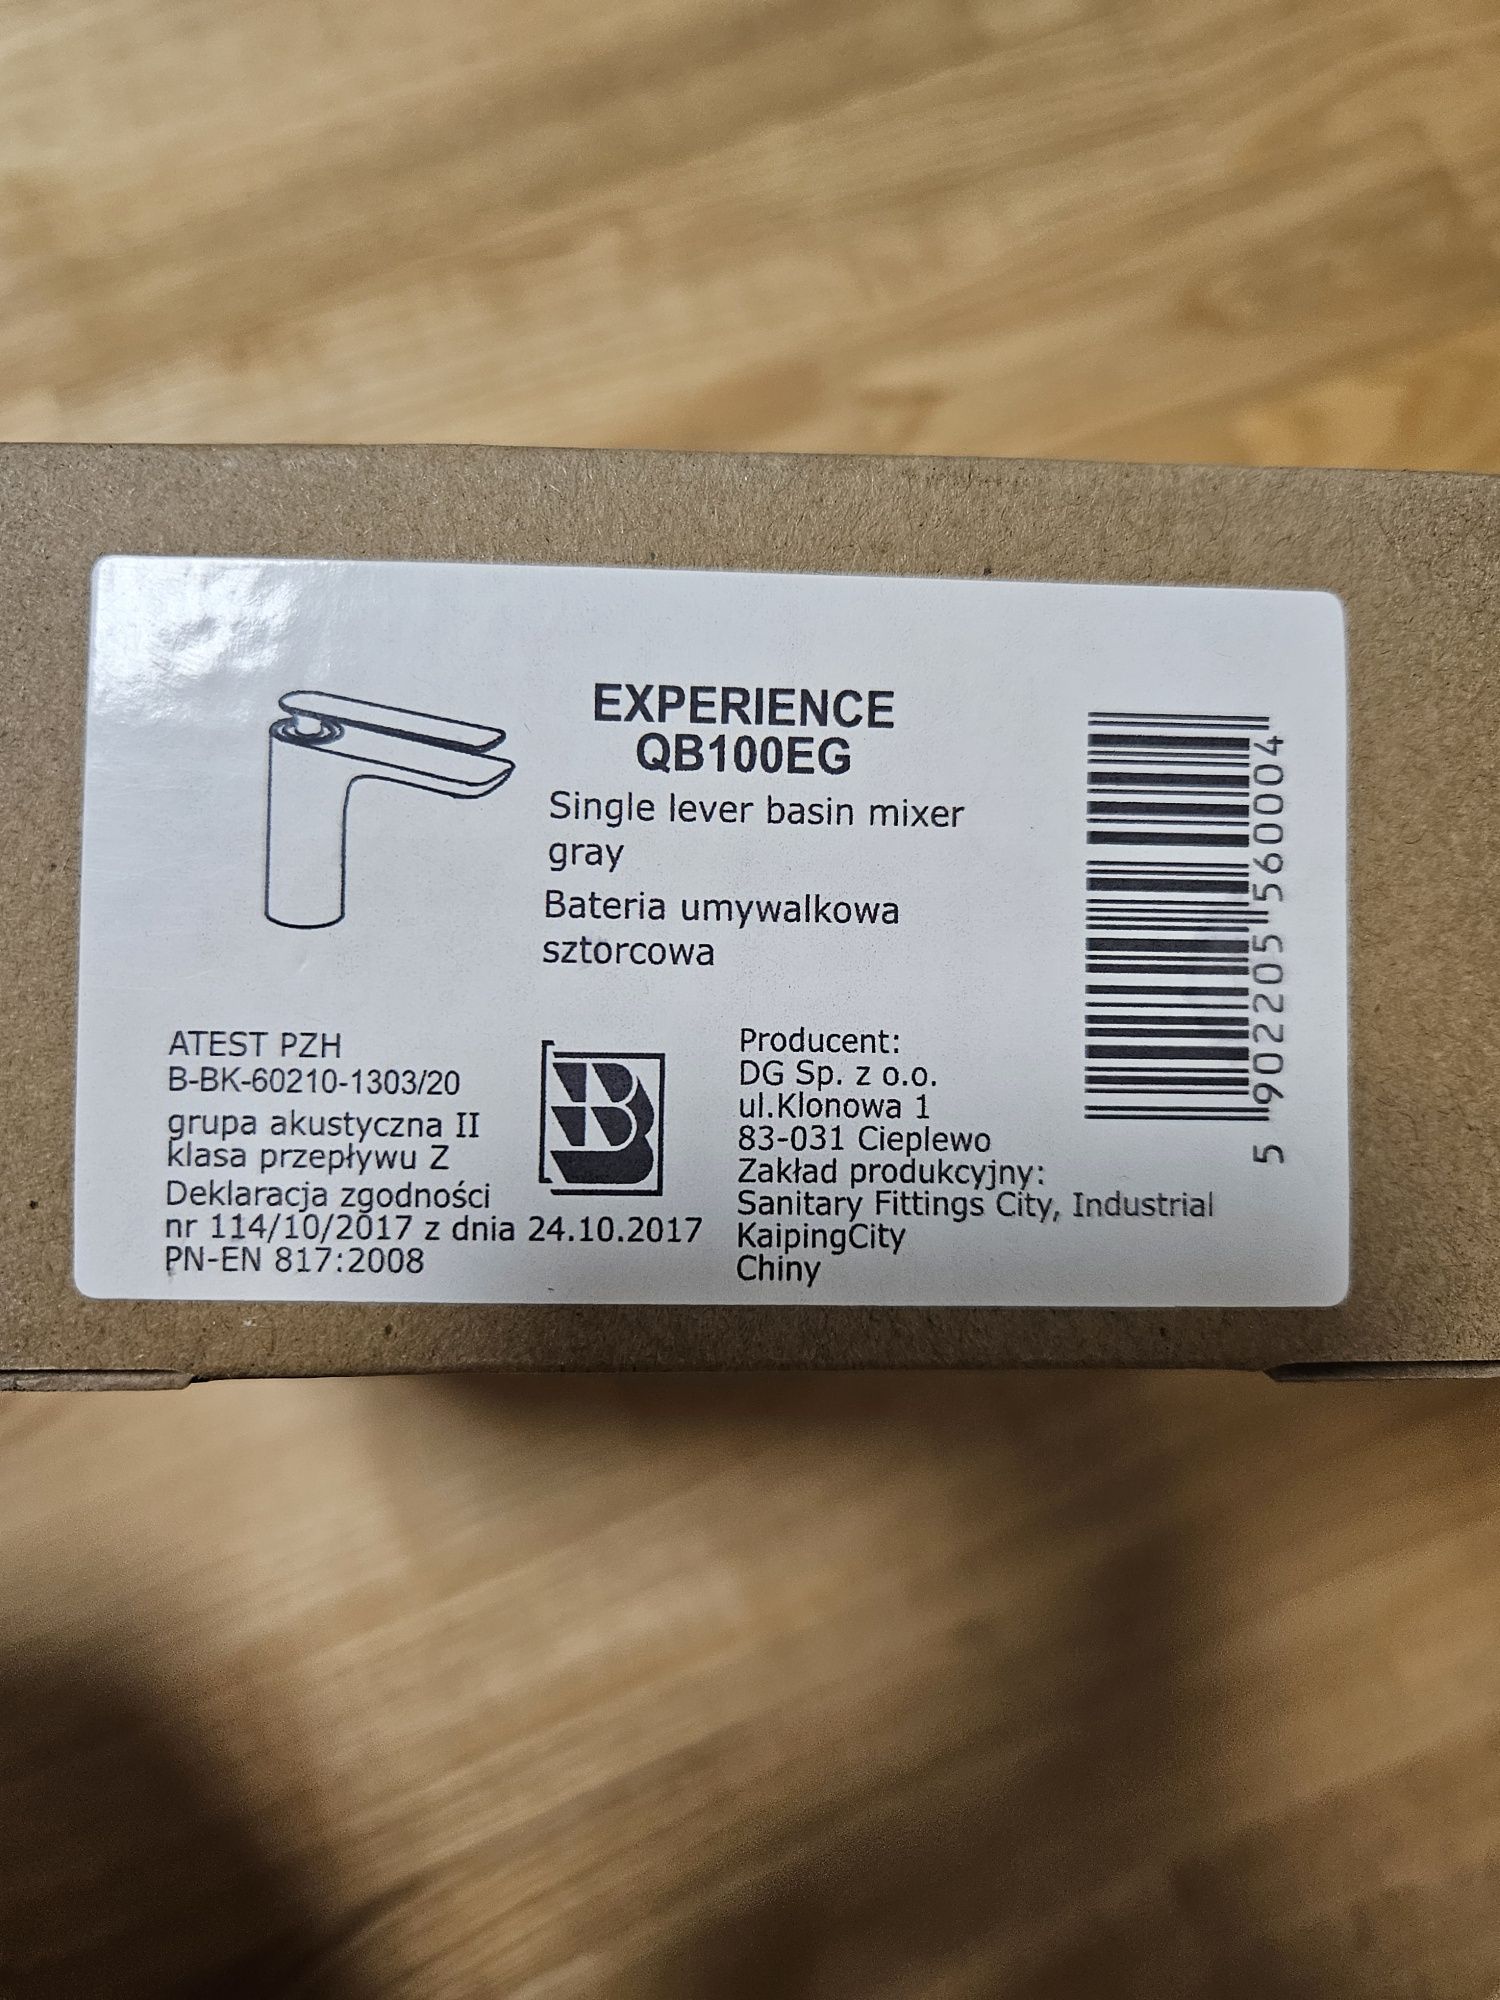 EXPERIENCE
QB100EG
Single lever basin mixer
gray
Bateria umywalkowa
sztorcowa
ATEST PZH
B-BK-60210-1303/20
grupa akustyczna II
klasa przepływu Z
Deklaracja zgodności
nr 114/10/2017 z dnia 24.10.2017
PN-EN 817:2008
B
Producent:
DG Sp. z o.o.
ul.Klonowa 1
83-031 Cieplewo
Zakład produkcyjny:
Sanitary Fittings City, Industrial
KaipingCity
Chiny
5 902205 560004